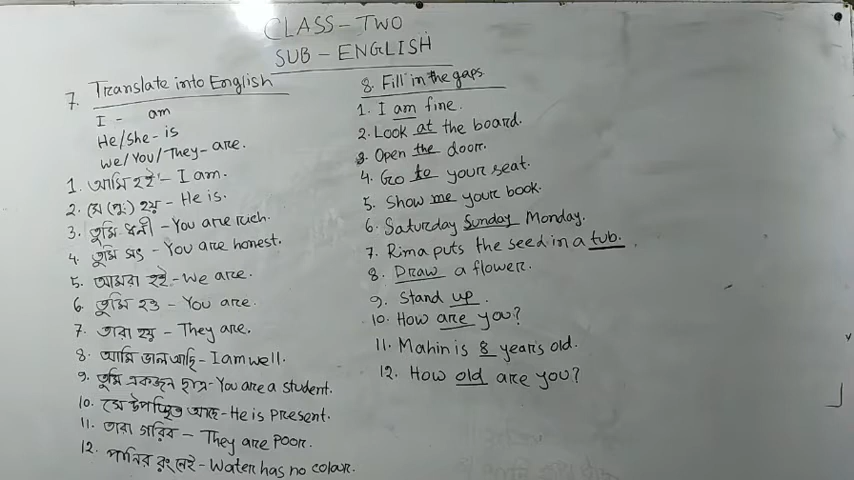 CLASS-TWO
SUB-ENGLISH
7. Translate into English
I - am
He/She- is
We/You/They- are.
1. আমি হই - I am.
2. সে (পুঃ) হয় - He is.
3. তুমি ধনী - You are rich.
4. তুমি সৎ - You are honest.
5. আমরা হই - We are.
6. তুমি হও - You are.
7. তারা হয় - They are.
8. আমি ভাল আছি - I am well.
9. তুমি একজন ছাত্র - You are a student.
10. সে উপস্থিত আছে - He is Present.
11. তারা গরিব - They are Poor.
12. পানির রং নেই - Water has no colour.
8. Fill in the gaps.
1. I am fine.
2. Look at the board.
3. Open the door.
4. Go to your seat.
5. Show me your book.
6. Saturday Sunday Monday.
7. Rima puts the seed in a tub.
8. Draw a flower.
9. Stand up.
10. How are you?
11. Mahin is 8 years old.
12. How old are you?